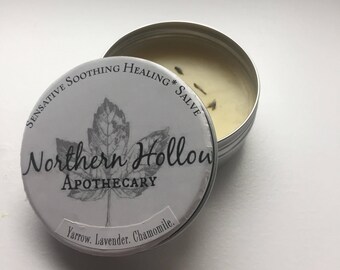 Sensative Soothing Healing * Salve
Northern Hollow
Apothecary
Yarrow. Lavender. Chamomile.